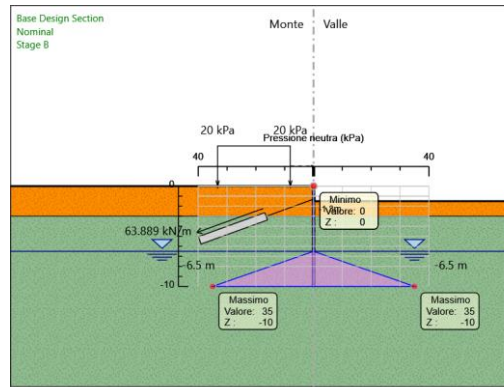 Base Design Section
Nominal
Stage B
Monte
Valle
20 kPa
20 kPa
Pressione neutra (kPa)
40
40
0
Minimo
Valore: 0
Z : 0
63.889 kN/m
-6.5 m
-6.5 m
-10
Massimo
Valore: 35
Z : -10
Massimo
Valore: 35
Z : -10